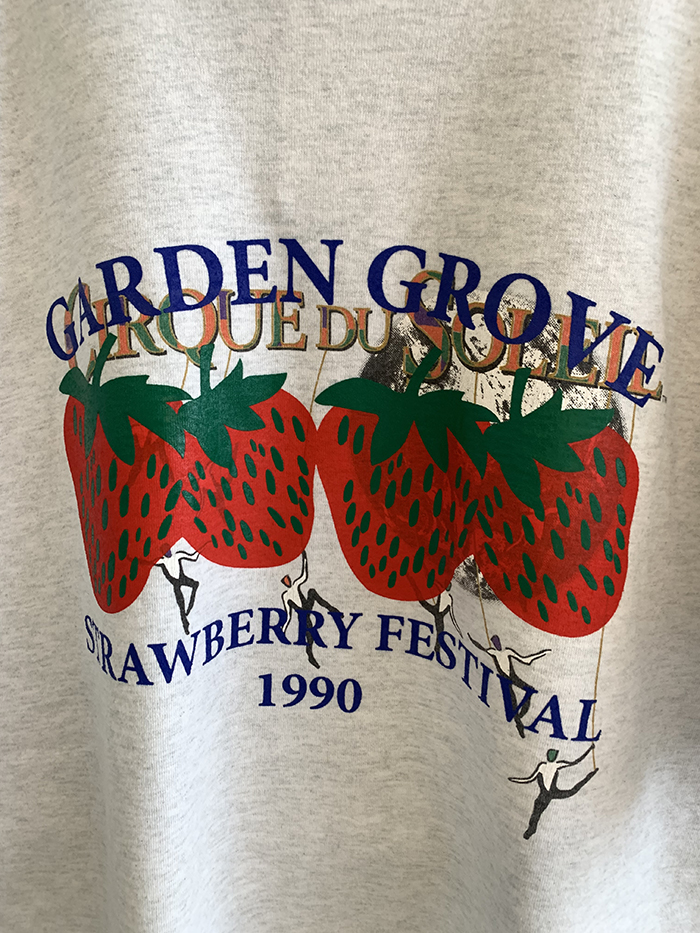 GARDEN GROVE
CIRQUE DU SOLEIL
STRAWBERRY FESTIVAL
1990